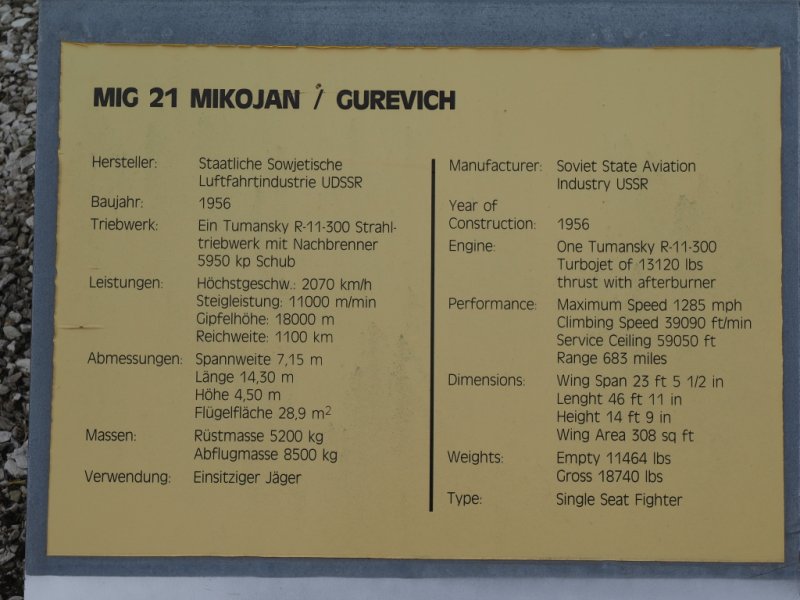 MIG 21 MIKOJAN / GUREVICH
Hersteller: Staatliche Sowjetische
Luftfahrtindustrie UDSSR
Baujahr: 1956
Triebwerk: Ein Tumansky R-11-300 Strahl-
triebwerk mit Nachbrenner
5950 kp Schub
Leistungen: Höchstgeschw.: 2070 km/h
Steigleistung: 11000 m/min
Gipfelhöhe: 18000 m
Reichweite: 1100 km
Abmessungen: Spannweite 7,15 m
Länge 14,30 m
Höhe 4,50 m
Flügelfläche 28,9 m²
Massen: Rüstmasse 5200 kg
Abflugmasse 8500 kg
Verwendung: Einsitziger Jäger
Manufacturer: Soviet State Aviation
Industry USSR
Year of
Construction: 1956
Engine: One Tumansky R-11-300
Turbojet of 13120 lbs
thrust with afterburner
Performance: Maximum Speed 1285 mph
Climbing Speed 39090 ft/min
Service Ceiling 59050 ft
Range 683 miles
Dimensions: Wing Span 23 ft 5 1/2 in
Lenght 46 ft 11 in
Height 14 ft 9 in
Wing Area 308 sq ft
Weights: Empty 11464 lbs
Gross 18740 lbs
Type: Single Seat Fighter